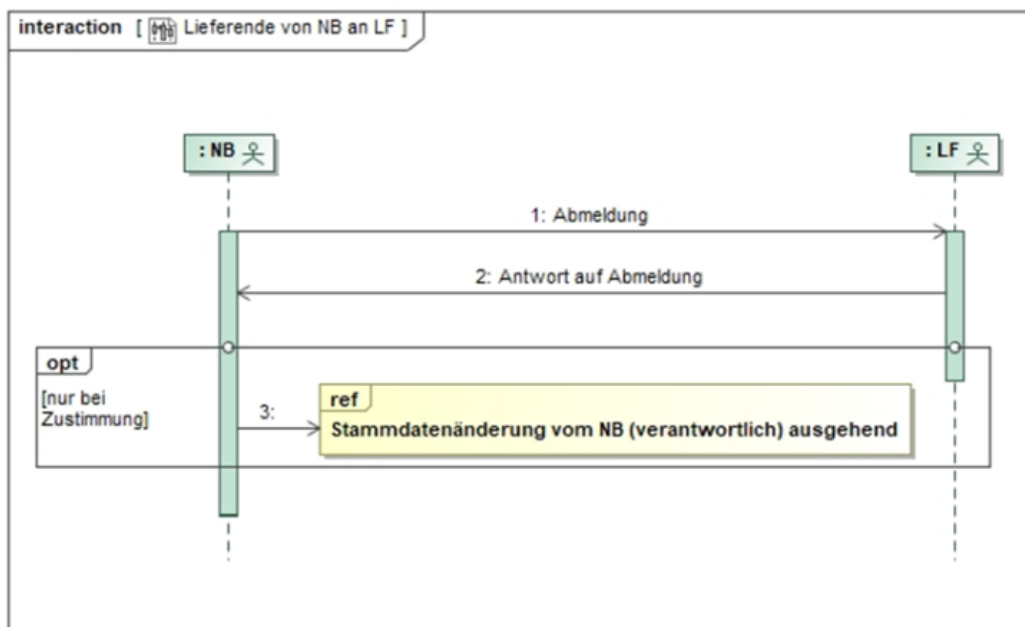 interaction [ Lieferende von NB an LF ]
: NB
: LF
1: Abmeldung
2: Antwort auf Abmeldung
opt
[nur bei
Zustimmung]
3:
ref
Stammdatenänderung vom NB (verantwortlich) ausgehend